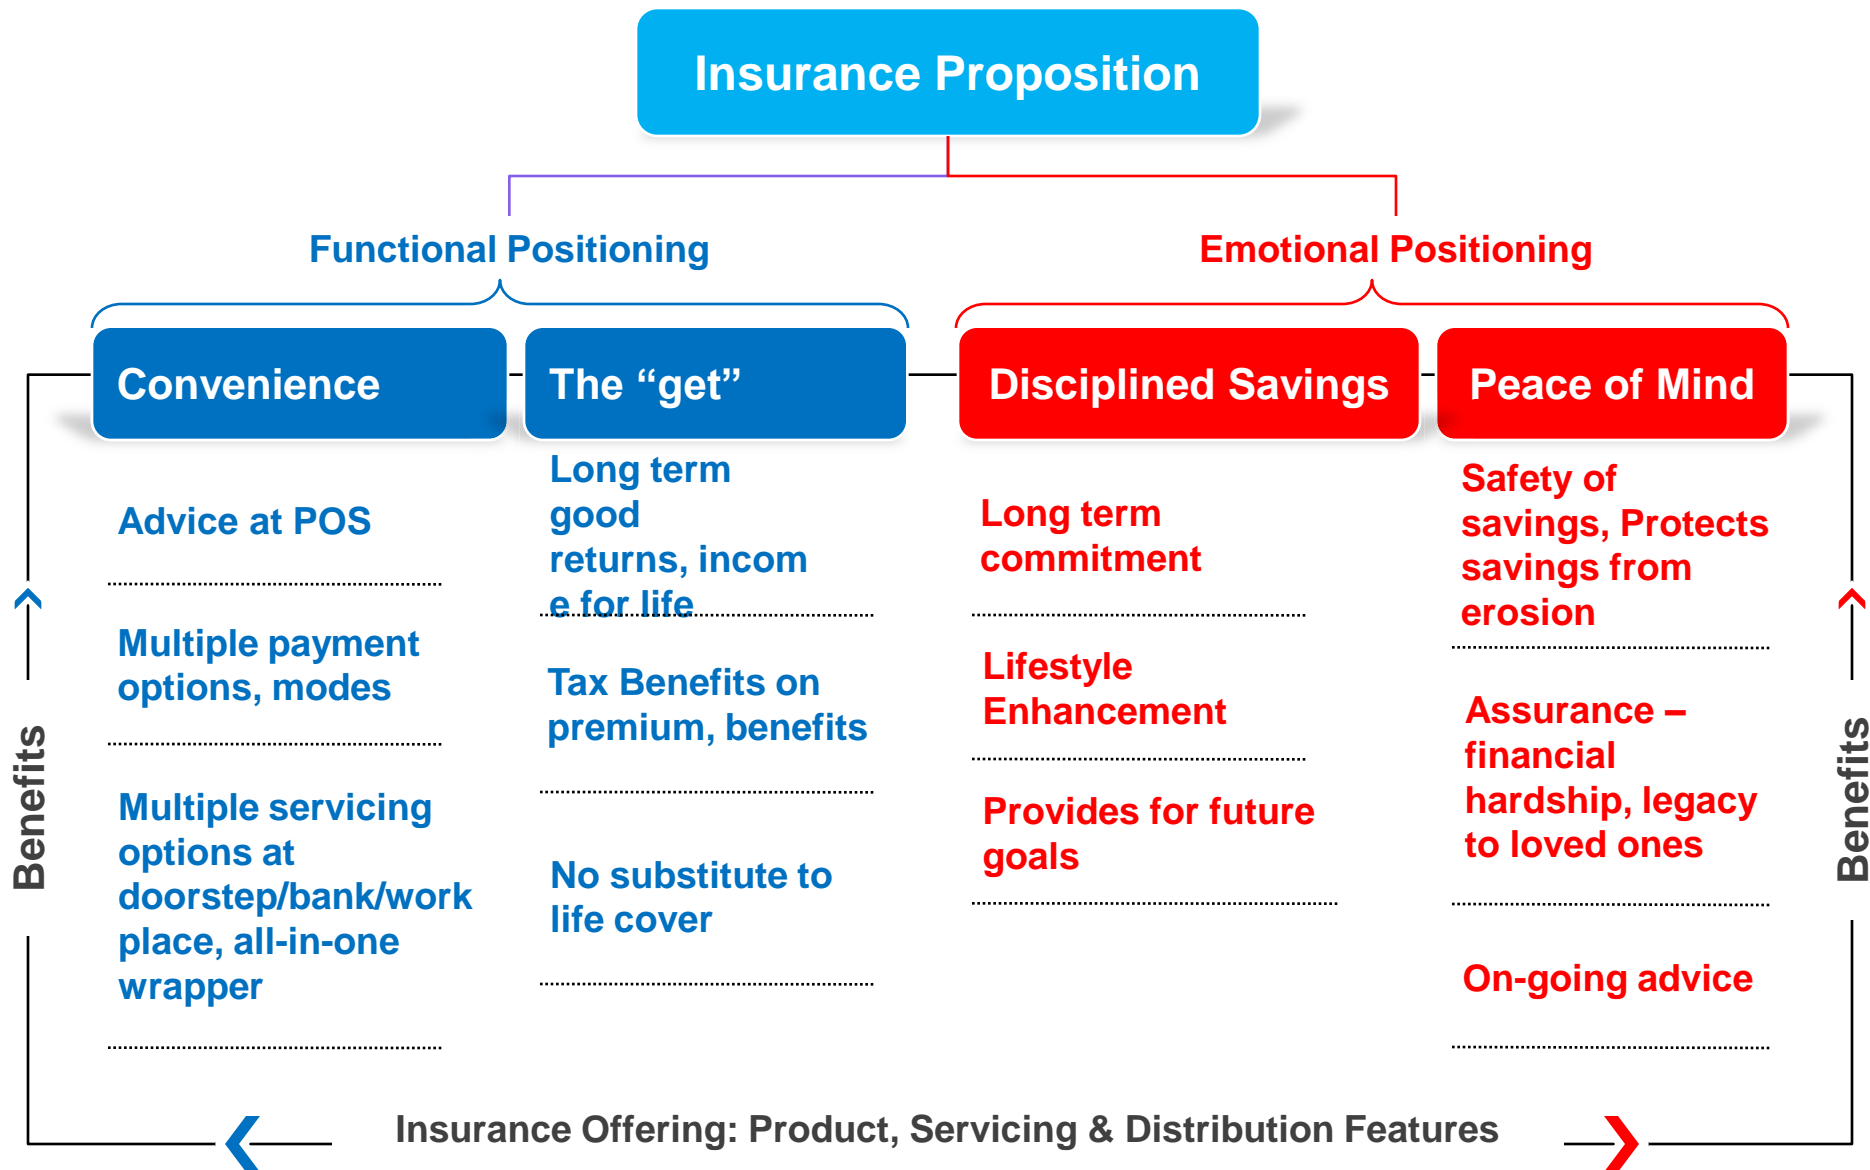 Insurance Proposition
Functional Positioning
Emotional Positioning
Convenience
The “get”
Disciplined Savings
Peace of Mind
Advice at POS
Multiple payment
options, modes
Multiple servicing
options at
doorstep/bank/work
place, all-in-one
wrapper
Long term
good
returns, incom
e for life
Tax Benefits on
premium, benefits
No substitute to
life cover
Long term
commitment
Lifestyle
Enhancement
Provides for future
goals
Safety of
savings, Protects
savings from
erosion
Assurance –
financial
hardship, legacy
to loved ones
On-going advice
Benefits
Benefits
Insurance Offering: Product, Servicing & Distribution Features